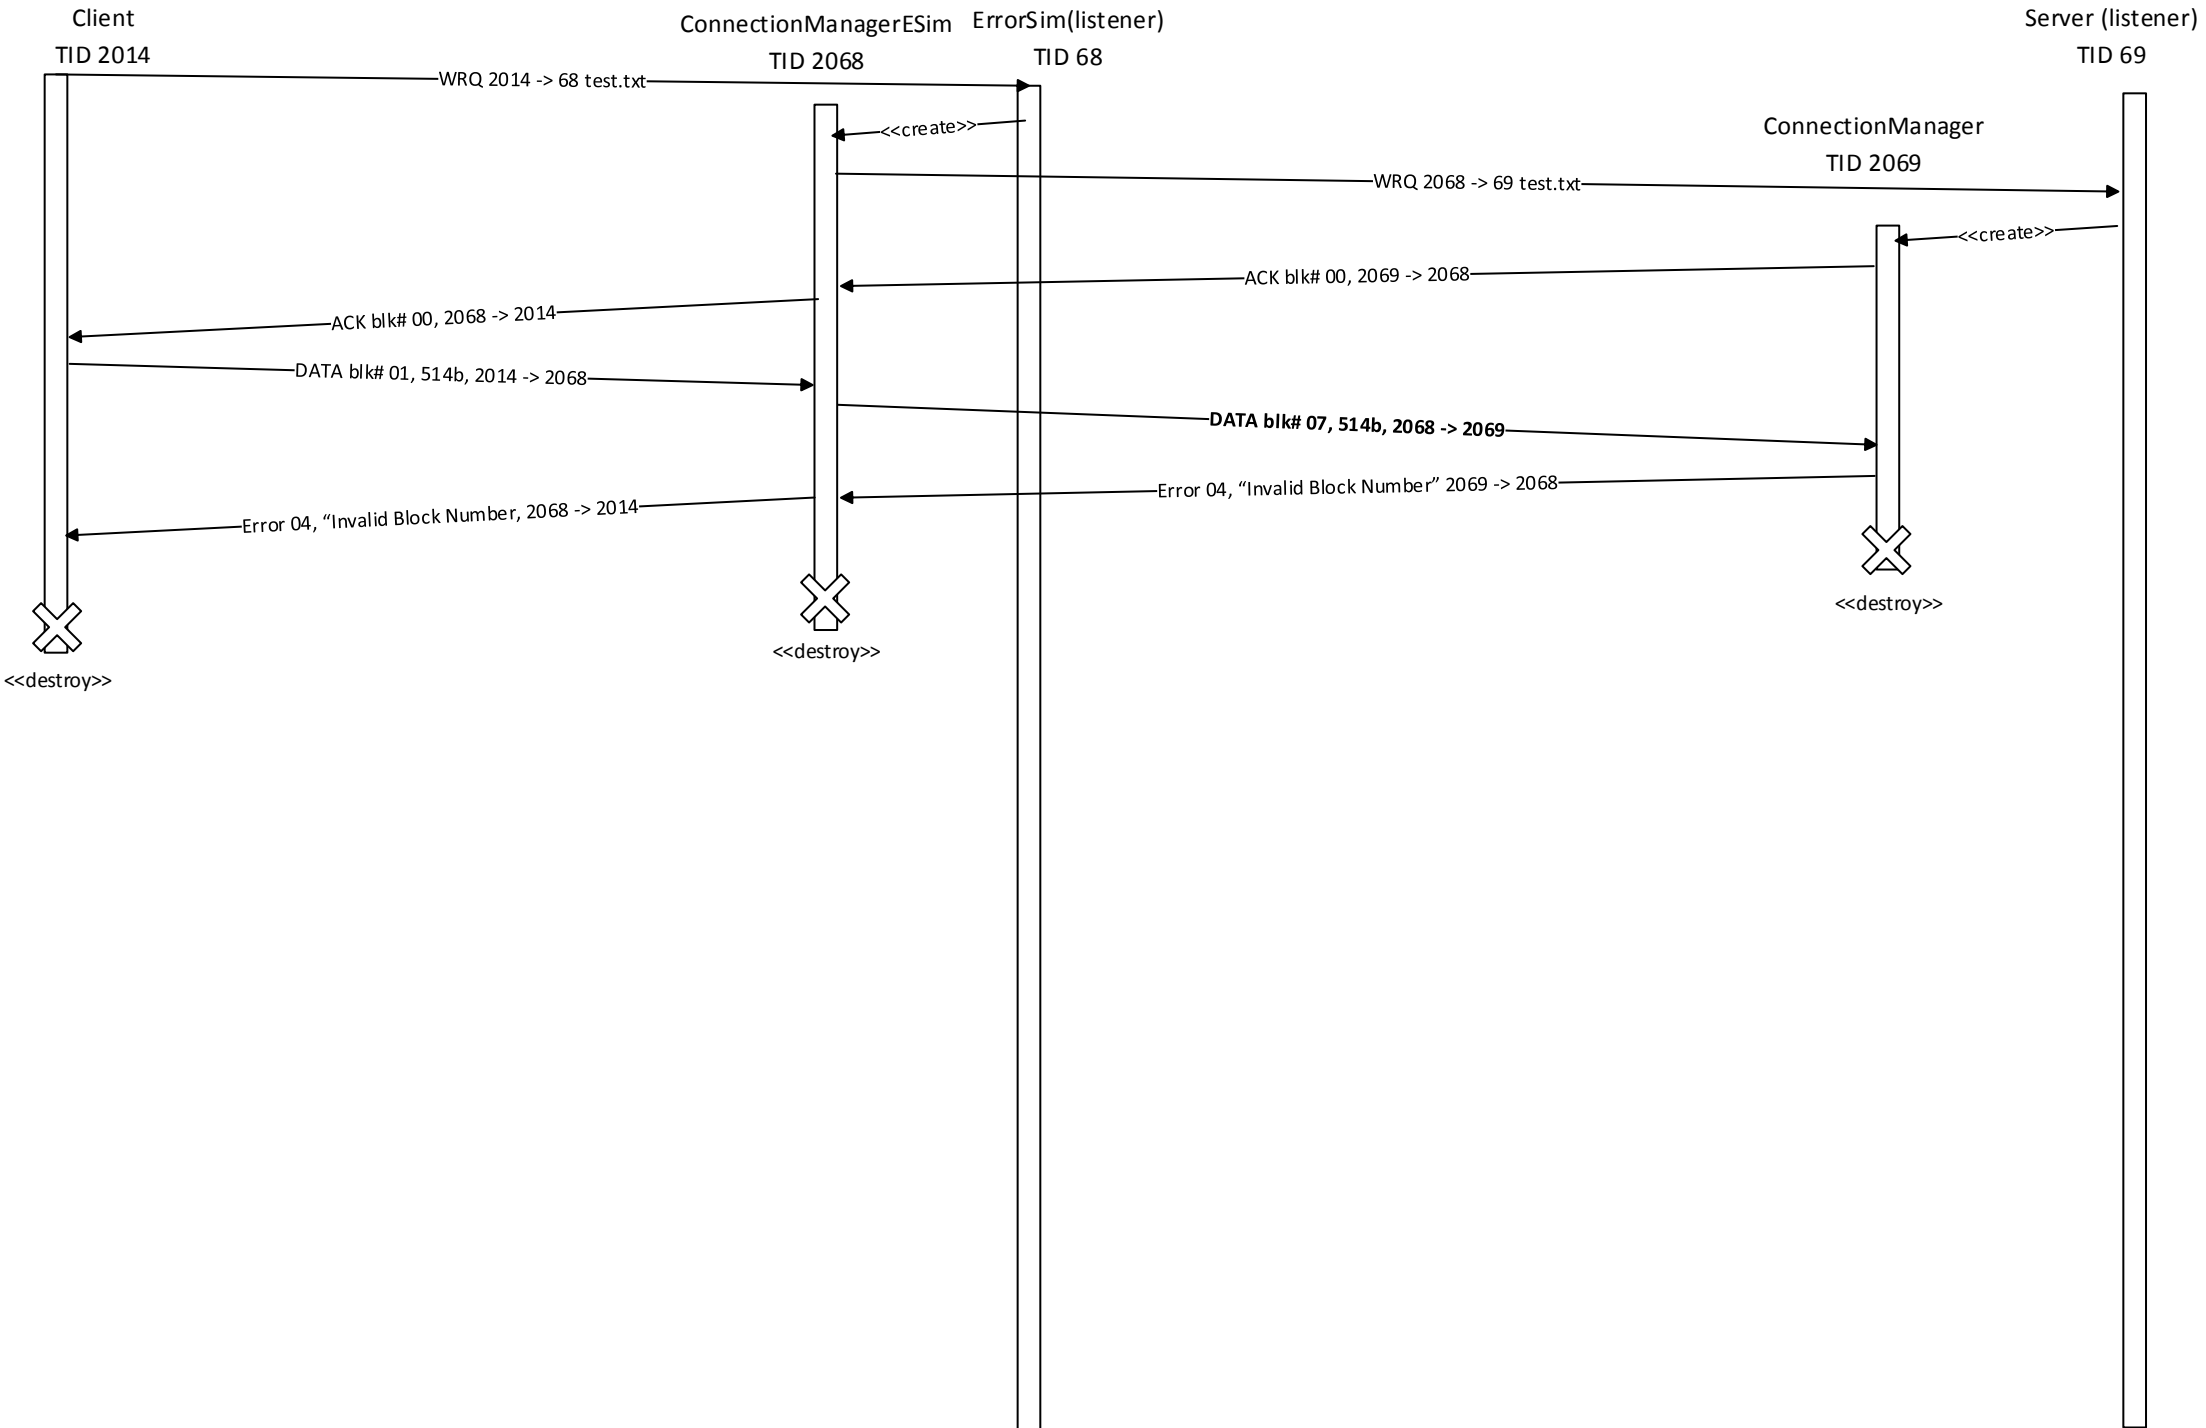 Client
TID 2014
ConnectionManagerESim
TID 2068
ErrorSim(listener)
TID 68
Server (listener)
TID 69
WRQ 2014 -> 68 test.txt
<<create>>
ConnectionManager
TID 2069
WRQ 2068 -> 69 test.txt
<<create>>
ACK blk# 00, 2069 -> 2068
ACK blk# 00, 2068 -> 2014
DATA blk# 01, 514b, 2014 -> 2068
DATA blk# 07, 514b, 2068 -> 2069
Error 04, “Invalid Block Number” 2069 -> 2068
Error 04, “Invalid Block Number, 2068 -> 2014
<<destroy>>
<<destroy>>
<<destroy>>